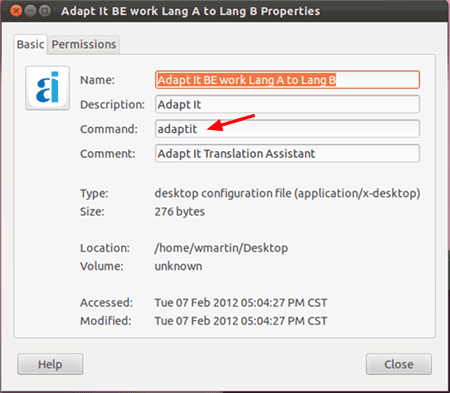 Adapt It BE work Lang A to Lang B Properties
Basic Permissions
ai
Name: Adapt It BE work Lang A to Lang B
Description: Adapt It
Command: adaptit
Comment: Adapt It Translation Assistant
Type: desktop configuration file (application/x-desktop)
Size: 276 bytes
Location: /home/wmartin/Desktop
Volume: unknown
Accessed: Tue 07 Feb 2012 05:04:27 PM CST
Modified: Tue 07 Feb 2012 05:04:27 PM CST
Help Close